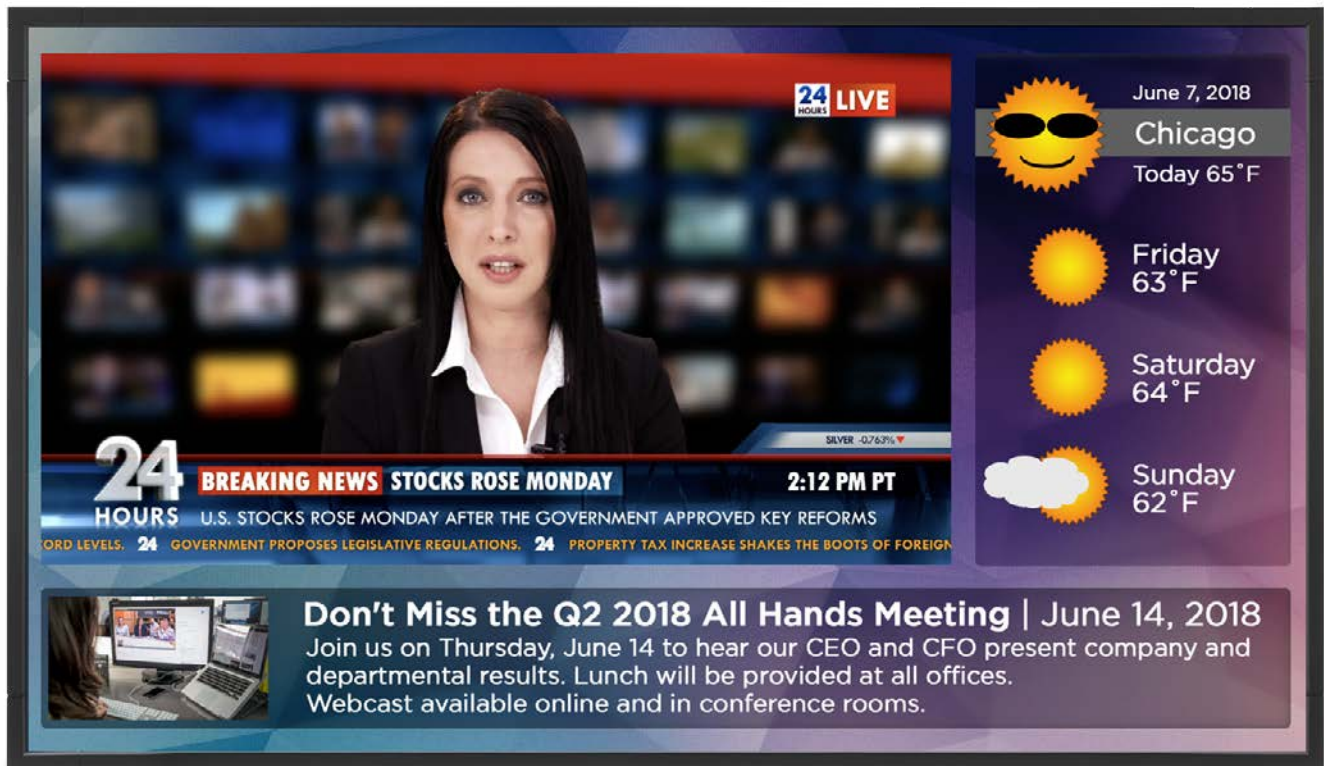 24
HOURS
LIVE
24
HOURS
SILVER -0.763%▼
BREAKING NEWS STOCKS ROSE MONDAY 2:12 PM PT
U.S. STOCKS ROSE MONDAY AFTER THE GOVERNMENT APPROVED KEY REFORMS
ORD LEVELS. 24 GOVERNMENT PROPOSES LEGISLATIVE REGULATIONS. 24 PROPERTY TAX INCREASE SHAKES THE BOOTS OF FOREIGN
June 7, 2018
Chicago
Today 65°F
Friday
63°F
Saturday
64°F
Sunday
62°F
Don't Miss the Q2 2018 All Hands Meeting | June 14, 2018
Join us on Thursday, June 14 to hear our CEO and CFO present company and
departmental results. Lunch will be provided at all offices.
Webcast available online and in conference rooms.